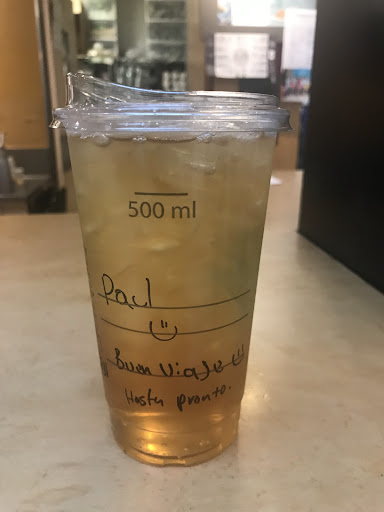 500 ml
Paul
Buen Viaje
Hasta pronto.